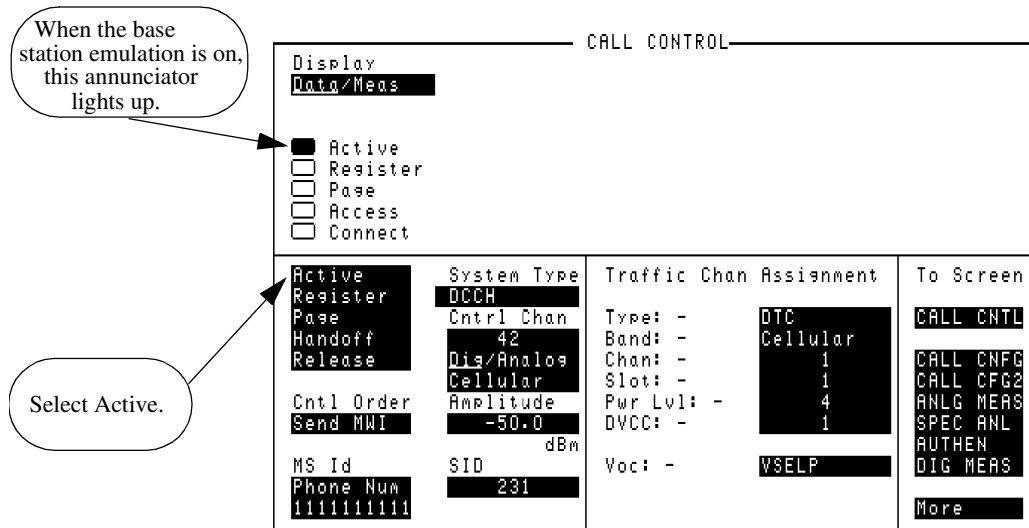 When the base
station emulation is on,
this annunciator
lights up.
CALL CONTROL
Display
Data/Meas
Active
Register
Page
Access
Connect
Select Active.
Active
Register
Page
Handoff
Release
Cntl Order
Send MWI
MS Id
Phone Num
1111111111
System Type
DCCH
Cntrl Chan
42
Dig/Analog
Cellular
Amplitude
-50.0
dBm
SID
231
Traffic Chan Assignment
Type: - DTC
Band: - Cellular
Chan: - 1
Slot: - 1
Pwr Lvl: - 4
DVCC: - 1
Voc: - VSELP
To Screen
CALL CNTL
CALL CNFG
CALL CFG2
ANLG MEAS
SPEC ANL
AUTHEN
DIG MEAS
More